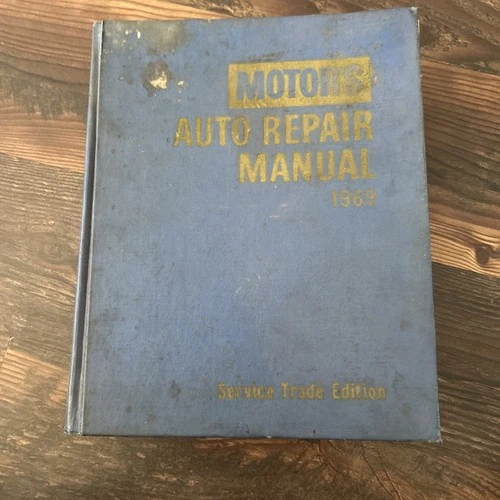 MOTOR'S
AUTO REPAIR
MANUAL
1969
Service Trade Edition